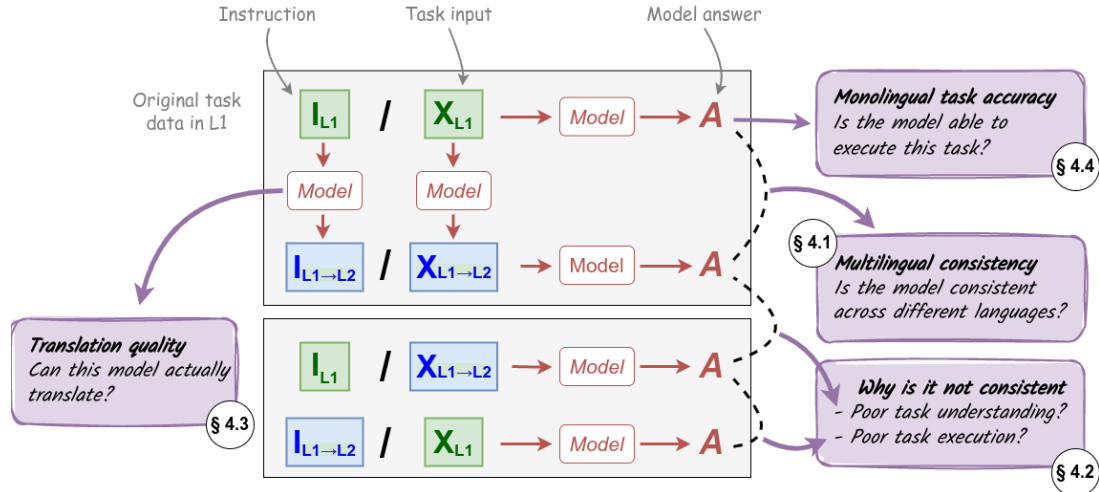 Instruction
Task input
Model answer
Original task
data in L1
I L1 / X L1 Model A
Model Model
I L1→L2 / X L1→L2 Model A
I L1 / X L1→L2 Model A
I L1→L2 / X L1 Model A
Monolingual task accuracy
Is the model able to
execute this task?
§ 4.4
§ 4.1
Multilingual consistency
Is the model consistent
across different languages?
Translation quality
Can this model actually
translate?
§ 4.3
Why is it not consistent
- Poor task understanding?
- Poor task execution?
§ 4.2